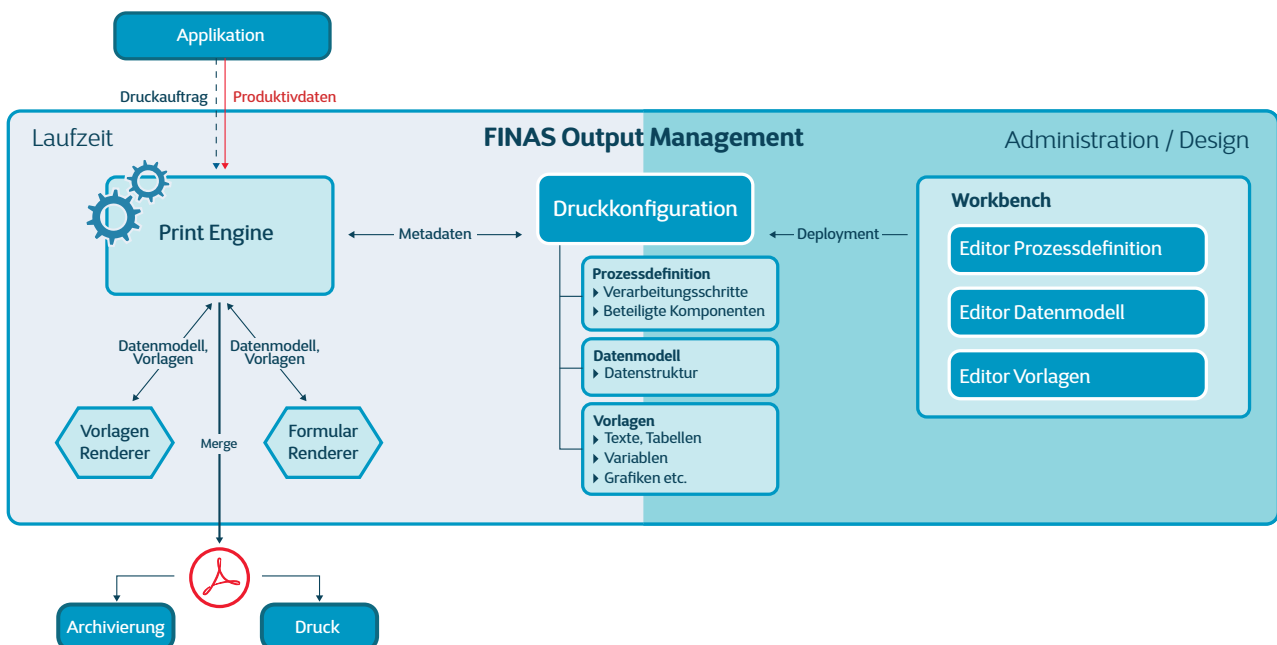 Applikation
Druckauftrag
Produktivdaten
Laufzeit
FINAS Output Management
Administration / Design
Print Engine
Metadaten
Druckkonfiguration
Deployment
Workbench
Editor Prozessdefinition
Editor Datenmodell
Editor Vorlagen
Prozessdefinition
Verarbeitungsschritte
Beteiligte Komponenten
Datenmodell
Datenstruktur
Vorlagen
Texte, Tabellen
Variablen
Grafiken etc.
Datenmodell,
Vorlagen
Datenmodell,
Vorlagen
Vorlagen
Renderer
Merge
Formular
Renderer
Archivierung
Druck